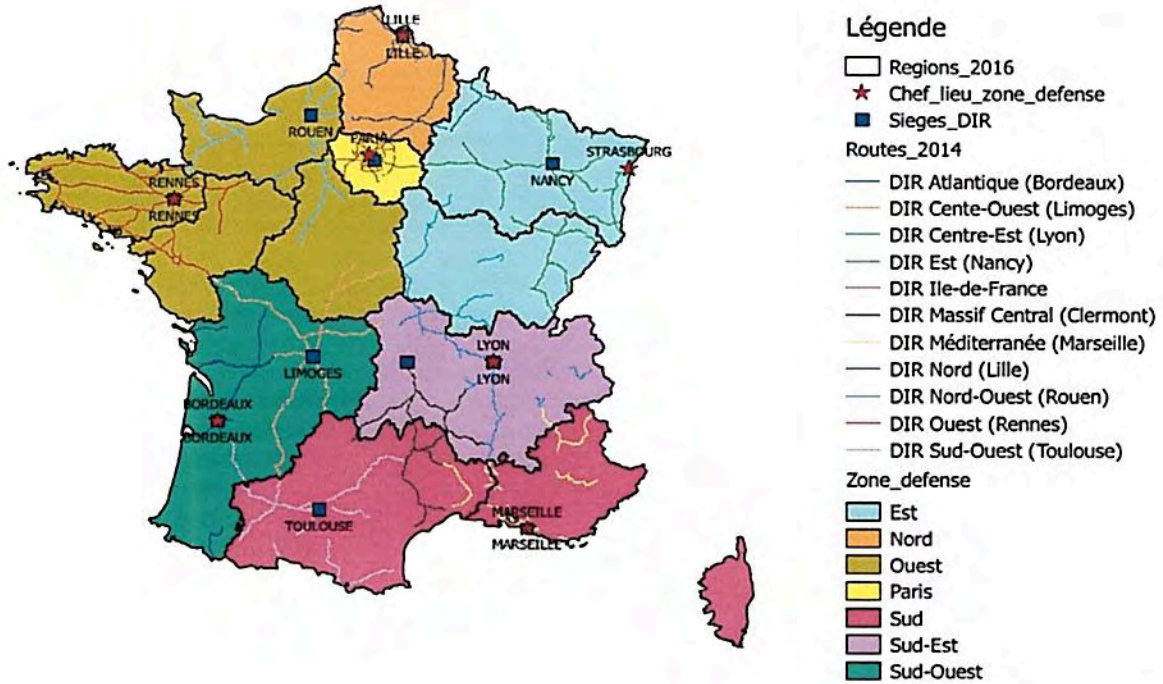 LILLE
LILLE
ROUEN
PARIS
STRASBOURG
NANCY
RENNES
RENNES
LYON
LYON
LIMOGES
BORDEAUX
BORDEAUX
TOULOUSE
MARSEILLE
MARSEILLE
Légende
Regions_2016
Chef_lieu_zone_defense
Sieges_DIR
Routes_2014
DIR Atlantique (Bordeaux)
DIR Cente-Ouest (Limoges)
DIR Centre-Est (Lyon)
DIR Est (Nancy)
DIR Ile-de-France
DIR Massif Central (Clermont)
DIR Méditerranée (Marseille)
DIR Nord (Lille)
DIR Nord-Ouest (Rouen)
DIR Ouest (Rennes)
DIR Sud-Ouest (Toulouse)
Zone_defense
Est
Nord
Ouest
Paris
Sud
Sud-Est
Sud-Ouest